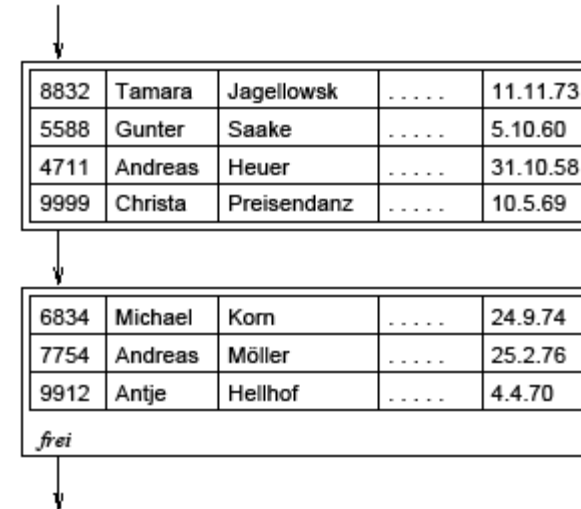 8832 Tamara Jagellowsk ..... 11.11.73
5588 Gunter Saake ..... 5.10.60
4711 Andreas Heuer ..... 31.10.58
9999 Christa Preisendanz ..... 10.5.69
6834 Michael Korn ..... 24.9.74
7754 Andreas Möller ..... 25.2.76
9912 Antje Hellhof ..... 4.4.70
frei